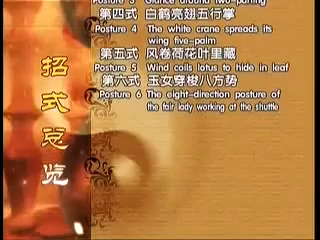 Posture 3 Glance around two-palming
第四式 白鹤亮翅五行掌
Posture 4 The white crane spreads its
wing five-palm
第五式 风卷荷花叶里藏
Posture 5 Wind coils lotus to hide in leaf
第六式 玉女穿梭八方势
Posture 6 The eight-direction posture of
the fair lady working at the shuttle
招式总览